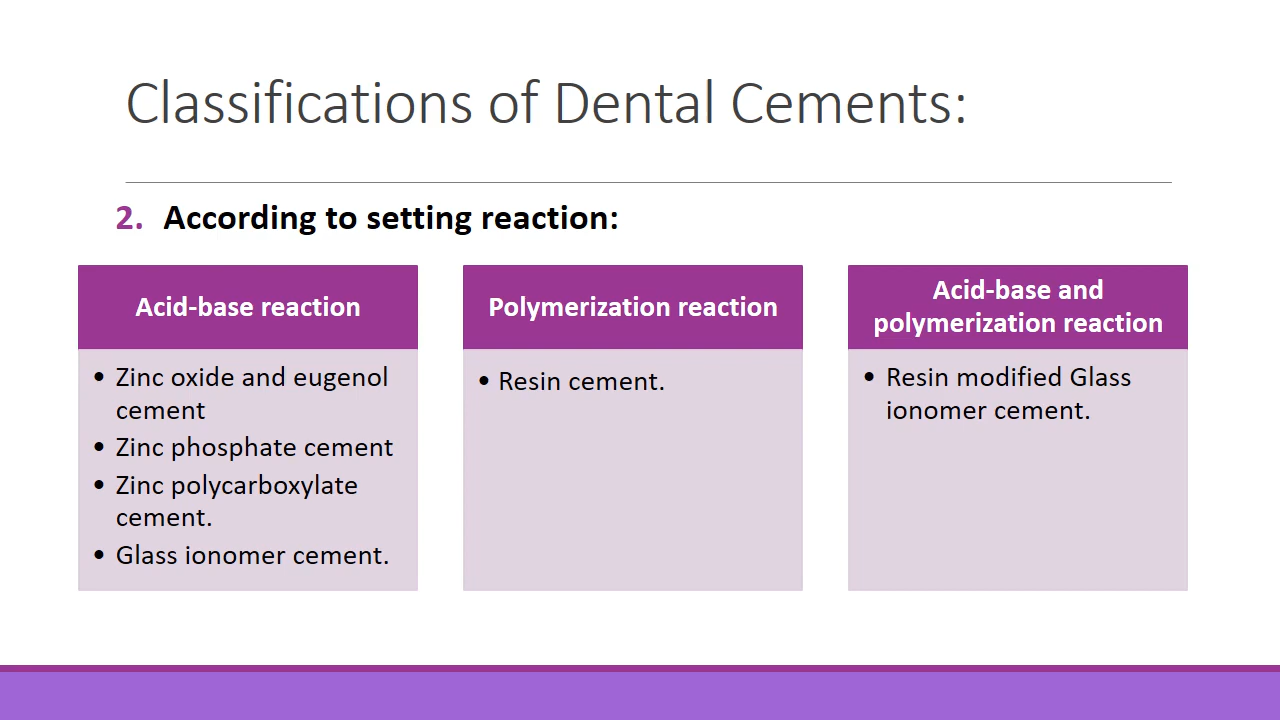 Classifications of Dental Cements:
2. According to setting reaction:
Acid-base reaction
• Zinc oxide and eugenol
cement
• Zinc phosphate cement
• Zinc polycarboxylate
cement.
• Glass ionomer cement.
Polymerization reaction
• Resin cement.
Acid-base and
polymerization reaction
• Resin modified Glass
ionomer cement.